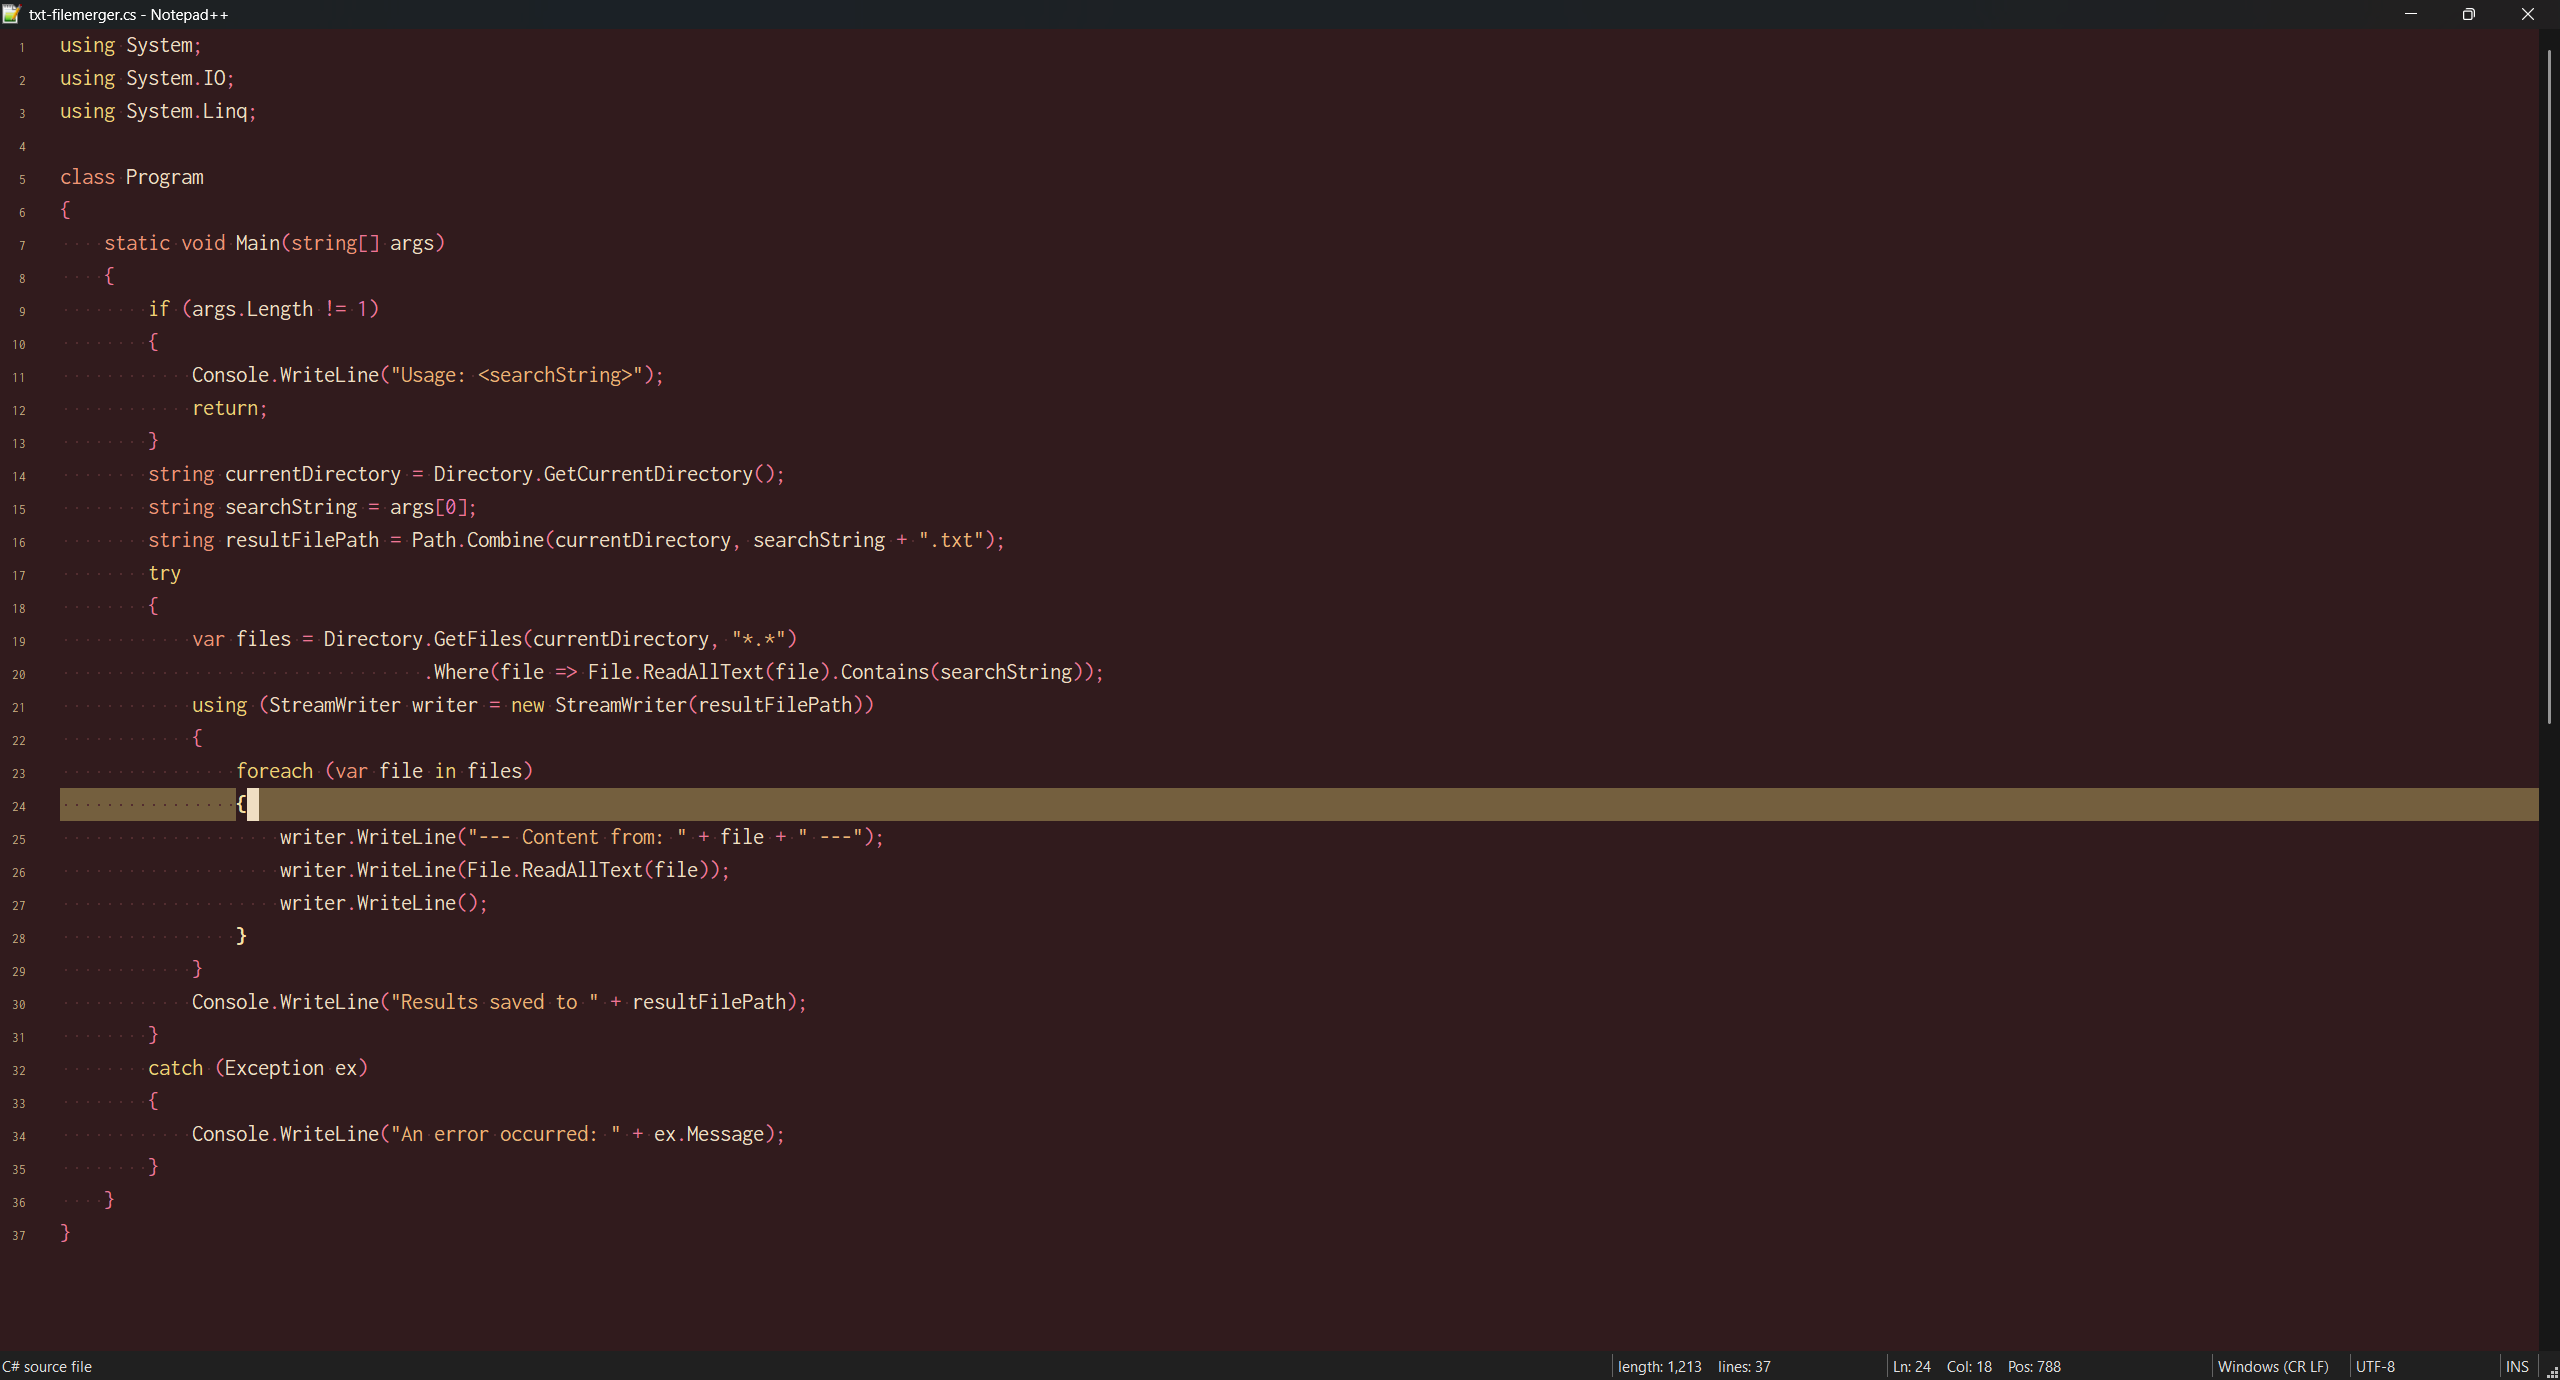 txt-filemerger.cs - Notepad++
1 using System;
2 using System.IO;
3 using System.Linq;
4
5 class Program
6 {
7     static void Main(string[] args)
8     {
9         if (args.Length != 1)
10         {
11             Console.WriteLine("Usage: <searchString>");
12             return;
13         }
14         string currentDirectory = Directory.GetCurrentDirectory();
15         string searchString = args[0];
16         string resultFilePath = Path.Combine(currentDirectory, searchString + ".txt");
17         try
18         {
19             var files = Directory.GetFiles(currentDirectory, "*.*")
20                                  .Where(file => File.ReadAllText(file).Contains(searchString));
21             using (StreamWriter writer = new StreamWriter(resultFilePath))
22             {
23                 foreach (var file in files)
24                 {
25                     writer.WriteLine("--- Content from: " + file + " ---");
26                     writer.WriteLine(File.ReadAllText(file));
27                     writer.WriteLine();
28                 }
29             }
30             Console.WriteLine("Results saved to " + resultFilePath);
31         }
32         catch (Exception ex)
33         {
34             Console.WriteLine("An error occurred: " + ex.Message);
35         }
36     }
37 }
C# source file length: 1,213 lines: 37 Ln: 24 Col: 18 Pos: 788 Windows (CR LF) UTF-8 INS